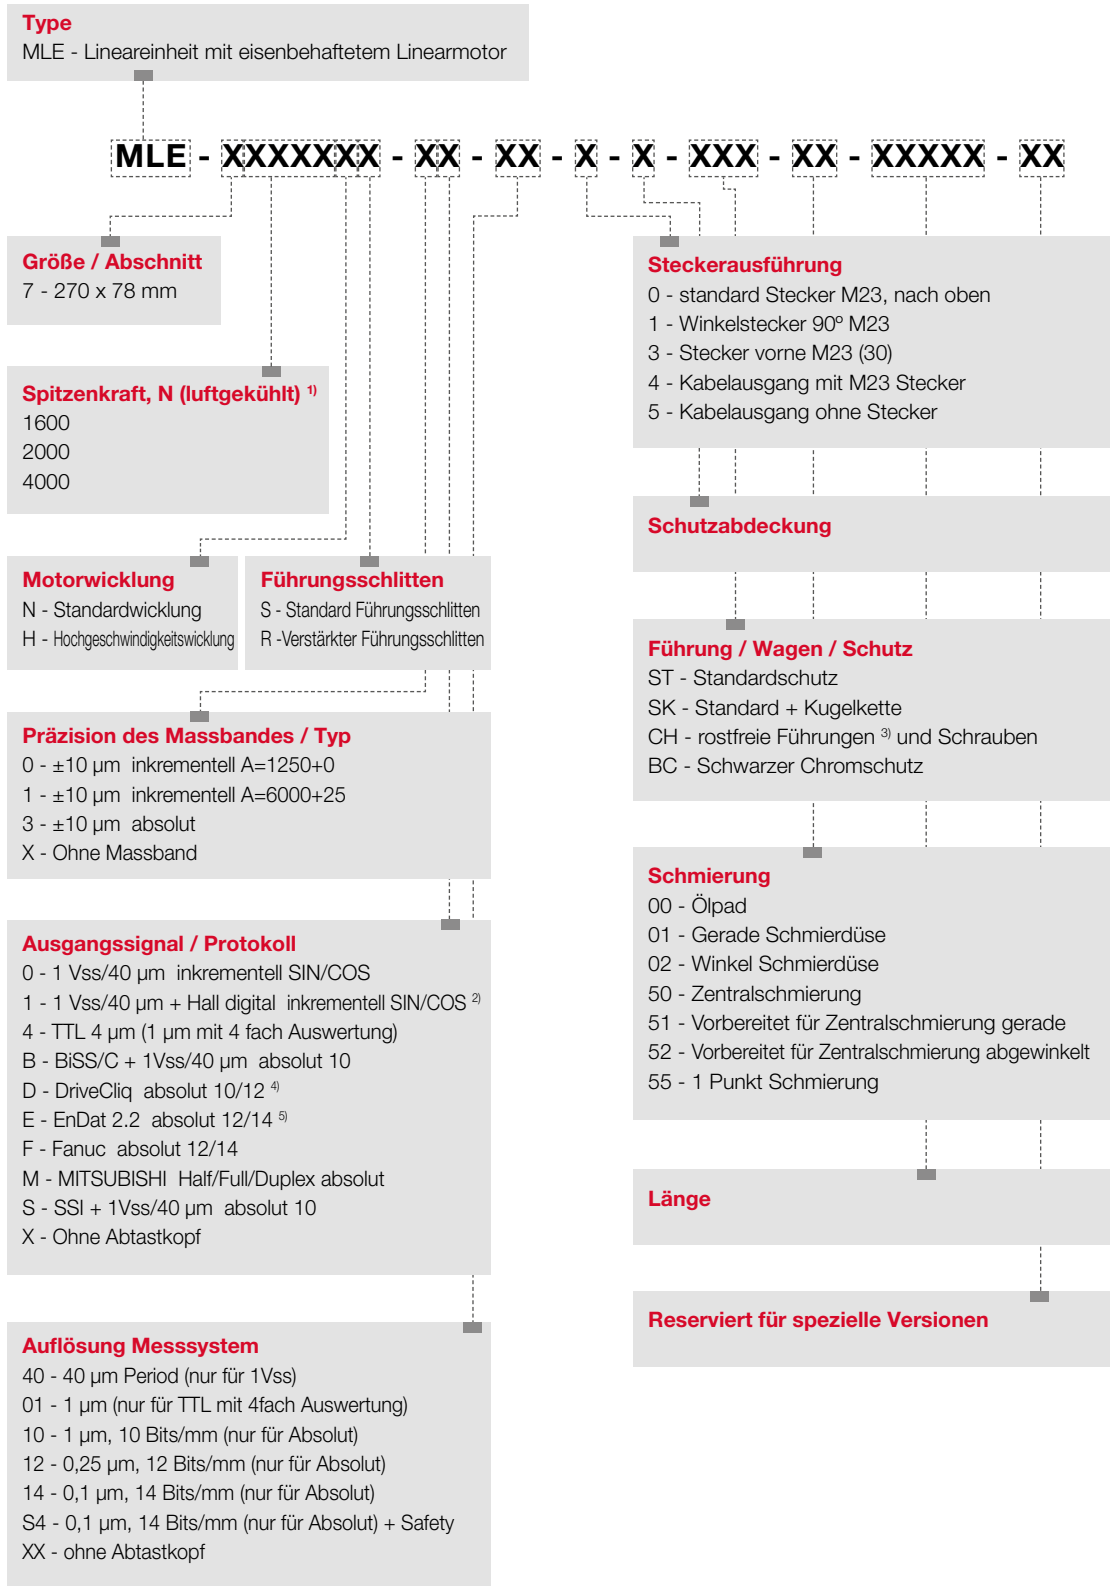 Type
MLE - Lineareinheit mit eisenbehaftetem Linearmotor
MLE - XXXXXXX - XX - XX - X - X - XXX - XX - XXXXX - XX
Größe / Abschnitt
7 - 270 x 78 mm
Spitzenkraft, N (luftgekühlt) 1)
1600
2000
4000
Motorwicklung
N - Standardwicklung
H - Hochgeschwindigkeitswicklung
Führungsschlitten
S - Standard Führungsschlitten
R -Verstärkter Führungsschlitten
Präzision des Massbandes / Typ
0 - ±10 µm inkrementell A=1250+0
1 - ±10 µm inkrementell A=6000+25
3 - ±10 µm absolut
X - Ohne Massband
Ausgangssignal / Protokoll
0 - 1 Vss/40 µm inkrementell SIN/COS
1 - 1 Vss/40 µm + Hall digital inkrementell SIN/COS 2)
4 - TTL 4 µm (1 µm mit 4 fach Auswertung)
B - BiSS/C + 1Vss/40 µm absolut 10
D - DriveCliq absolut 10/12 4)
E - EnDat 2.2 absolut 12/14 5)
F - Fanuc absolut 12/14
M - MITSUBISHI Half/Full/Duplex absolut
S - SSI + 1Vss/40 µm absolut 10
X - Ohne Abtastkopf
Auflösung Messsystem
40 - 40 µm Period (nur für 1Vss)
01 - 1 µm (nur für TTL mit 4fach Auswertung)
10 - 1 µm, 10 Bits/mm (nur für Absolut)
12 - 0,25 µm, 12 Bits/mm (nur für Absolut)
14 - 0,1 µm, 14 Bits/mm (nur für Absolut)
S4 - 0,1 µm, 14 Bits/mm (nur für Absolut) + Safety
XX - ohne Abtastkopf
Steckerausführung
0 - standard Stecker M23, nach oben
1 - Winkelstecker 90º M23
3 - Stecker vorne M23 (30)
4 - Kabelausgang mit M23 Stecker
5 - Kabelausgang ohne Stecker
Schutzabdeckung
Führung / Wagen / Schutz
ST - Standardschutz
SK - Standard + Kugelkette
CH - rostfreie Führungen 3) und Schrauben
BC - Schwarzer Chromschutz
Schmierung
00 - Ölpad
01 - Gerade Schmierdüse
02 - Winkel Schmierdüse
50 - Zentralschmierung
51 - Vorbereitet für Zentralschmierung gerade
52 - Vorbereitet für Zentralschmierung abgewinkelt
55 - 1 Punkt Schmierung
Länge
Reserviert für spezielle Versionen